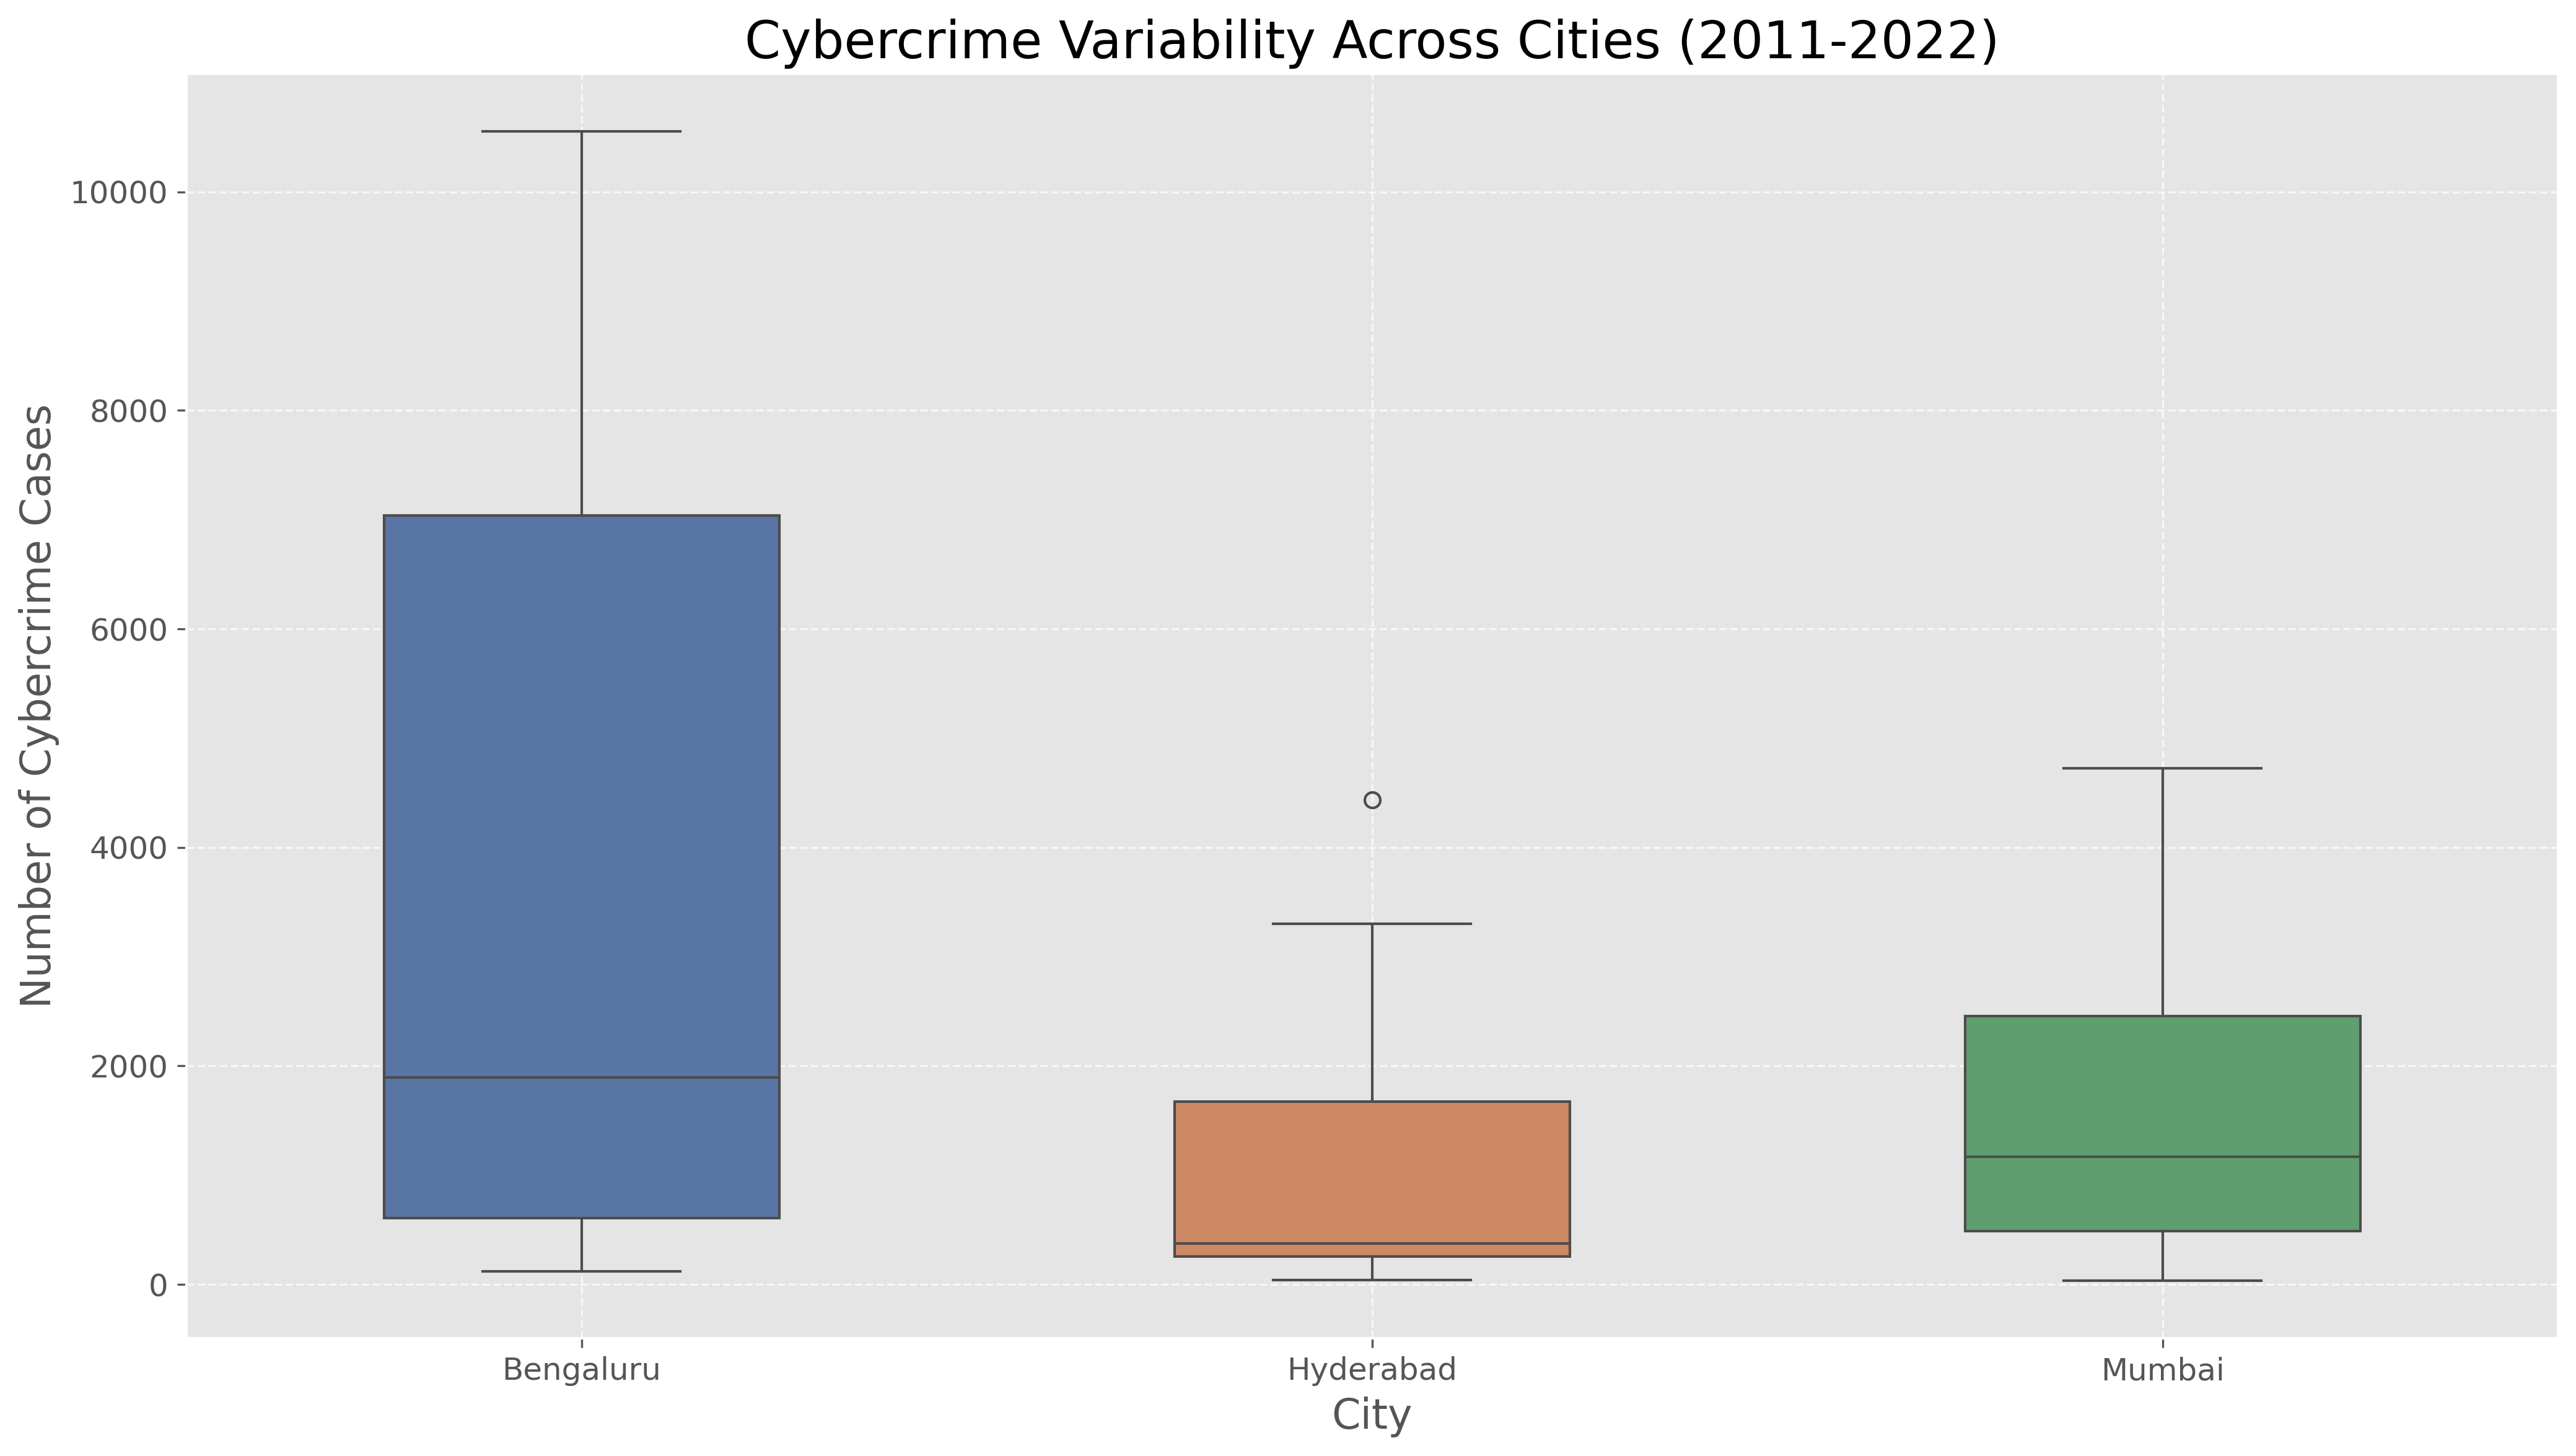 Cybercrime Variability Across Cities (2011-2022)
Number of Cybercrime Cases
10000
8000
6000
4000
2000
0
Bengaluru
Hyderabad
Mumbai
City